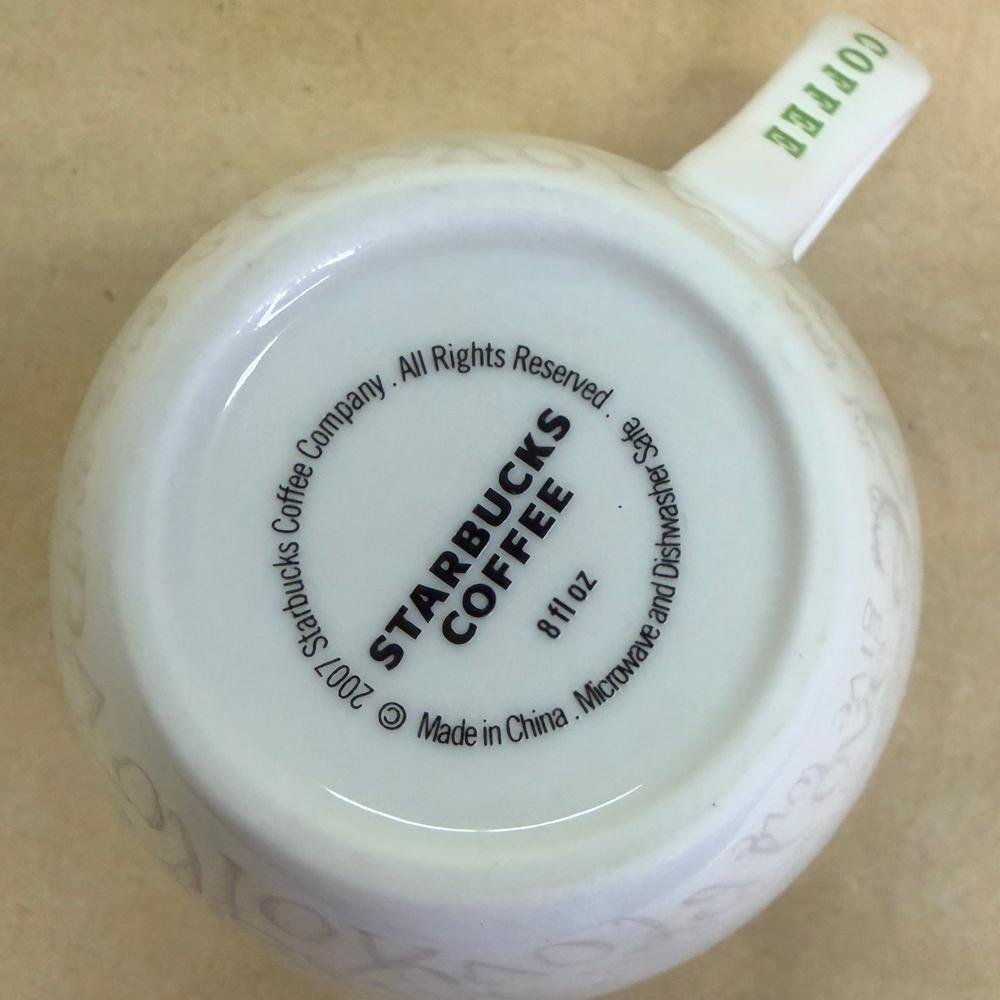 COFFEE
© 2007 Starbucks Coffee Company . All Rights Reserved .
STARBUCKS
COFFEE
8 fl oz
Made in China . Microwave and Dishwasher Safe